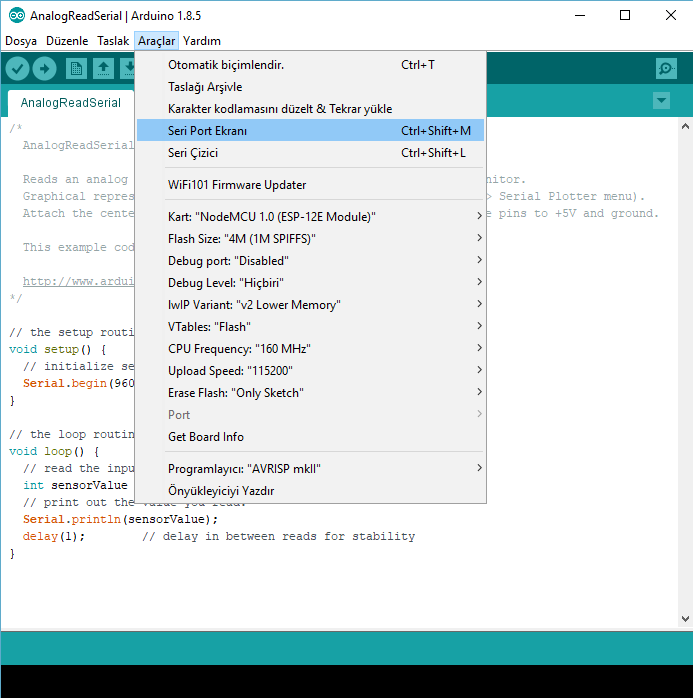 AnalogReadSerial | Arduino 1.8.5
Dosya Düzenle Taslak Araçlar Yardım
AnalogReadSerial
Otomatik biçimlendir. Ctrl+T
Taslağı Arşivle
Karakter kodlamasını düzelt & Tekrar yükle
Seri Port Ekranı Ctrl+Shift+M
Seri Çizici Ctrl+Shift+L
WiFi101 Firmware Updater
Kart: "NodeMCU 1.0 (ESP-12E Module)"
Flash Size: "4M (1M SPIFFS)"
Debug port: "Disabled"
Debug Level: "Hiçbiri"
IwIP Variant: "v2 Lower Memory"
VTables: "Flash"
CPU Frequency: "160 MHz"
Upload Speed: "115200"
Erase Flash: "Only Sketch"
Port
Get Board Info
Programlayıcı: "AVRISP mkII"
Önyükleyiciyi Yazdır
/*
AnalogReadSerial
Reads an analog nitor.
Graphical repres > Serial Plotter menu).
Attach the cente e pins to +5V and ground.
This example cod
http://www.ardui
*/
// the setup routi
void setup() {
// initialize se
Serial.begin(960
}
// the loop routin
void loop() {
// read the inpu
int sensorValue
// print out the value you read:
Serial.println(sensorValue);
delay(1); // delay in between reads for stability
}